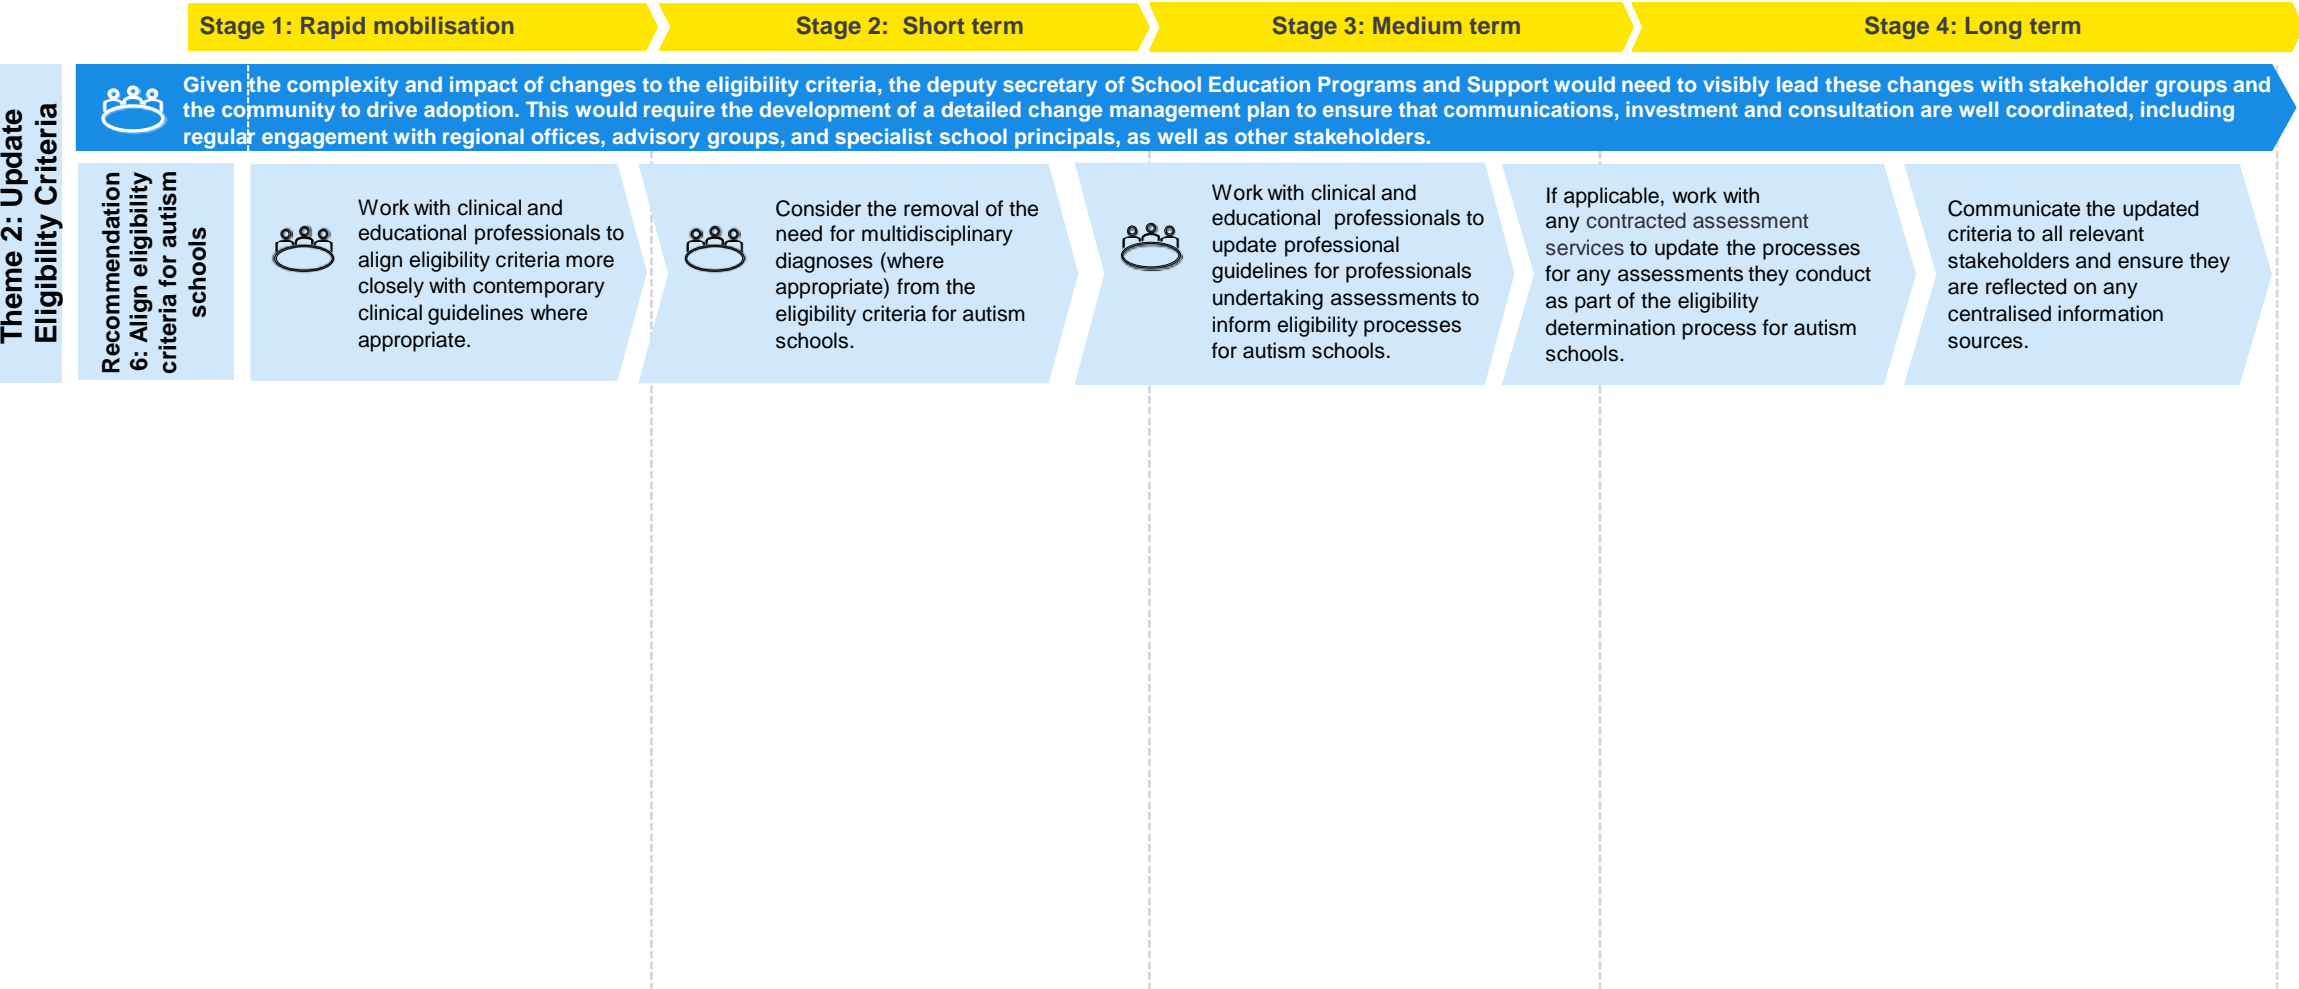 Stage 1: Rapid mobilisation
Stage 2: Short term
Stage 3: Medium term
Stage 4: Long term
Theme 2: Update
Eligibility Criteria
Given the complexity and impact of changes to the eligibility criteria, the deputy secretary of School Education Programs and Support would need to visibly lead these changes with stakeholder groups and
the community to drive adoption. This would require the development of a detailed change management plan to ensure that communications, investment and consultation are well coordinated, including
regular engagement with regional offices, advisory groups, and specialist school principals, as well as other stakeholders.
Recommendation
6: Align eligibility
criteria for autism
schools
Work with clinical and
educational professionals to
align eligibility criteria more
closely with contemporary
clinical guidelines where
appropriate.
Consider the removal of the
need for multidisciplinary
diagnoses (where
appropriate) from the
eligibility criteria for autism
schools.
Work with clinical and
educational professionals to
update professional
guidelines for professionals
undertaking assessments to
inform eligibility processes
for autism schools.
If applicable, work with
any contracted assessment
services to update the processes
for any assessments they conduct
as part of the eligibility
determination process for autism
schools.
Communicate the updated
criteria to all relevant
stakeholders and ensure they
are reflected on any
centralised information
sources.